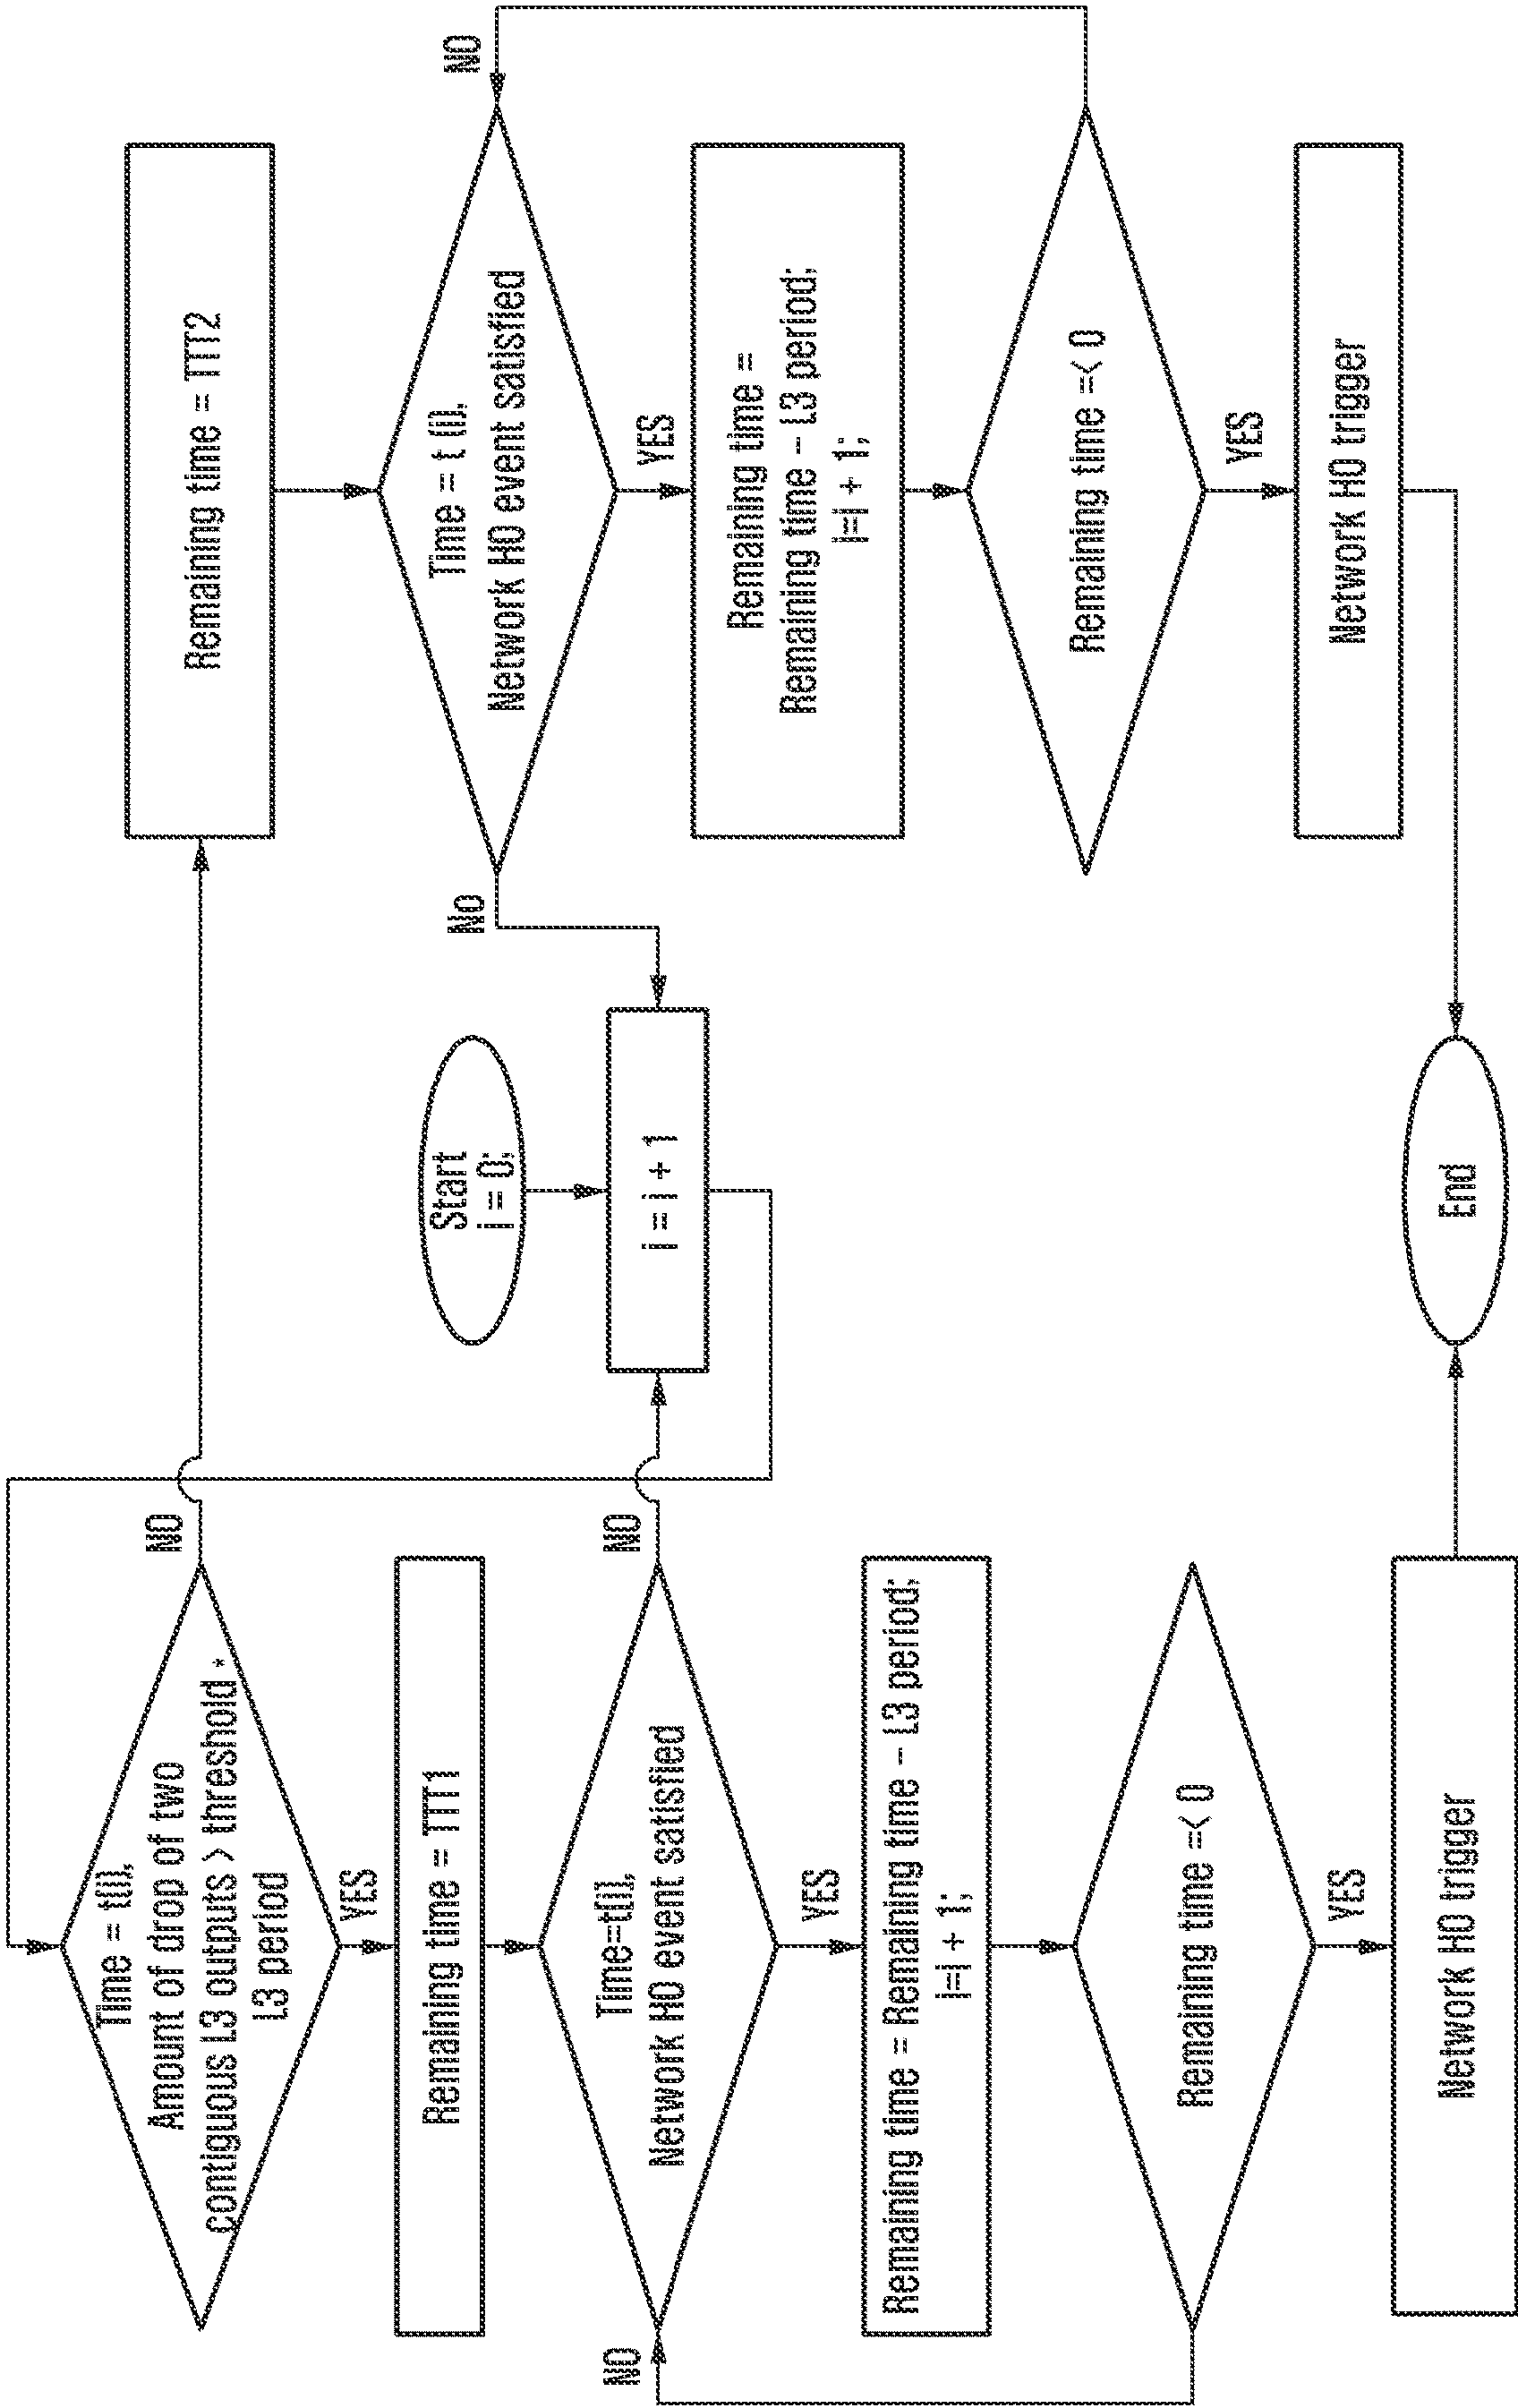 Time = t(i),
Amount of drop of two
contiguous L3 outputs > threshold *
L3 period
NO
YES
Remaining time = TTT1
Time=t(i),
Network HO event satisfied
NO
NO
YES
Remaining time = Remaining time - L3 period;
i=i + 1;
Remaining time =< 0
YES
Network HO trigger
Start
i = 0;
i = i + 1
End
Remaining time = TTT2
Time = t (i),
Network HO event satisfied
No
NO
YES
Remaining time =
Remaining time - L3 period;
i=i + 1;
Remaining time =< 0
YES
Network HO trigger